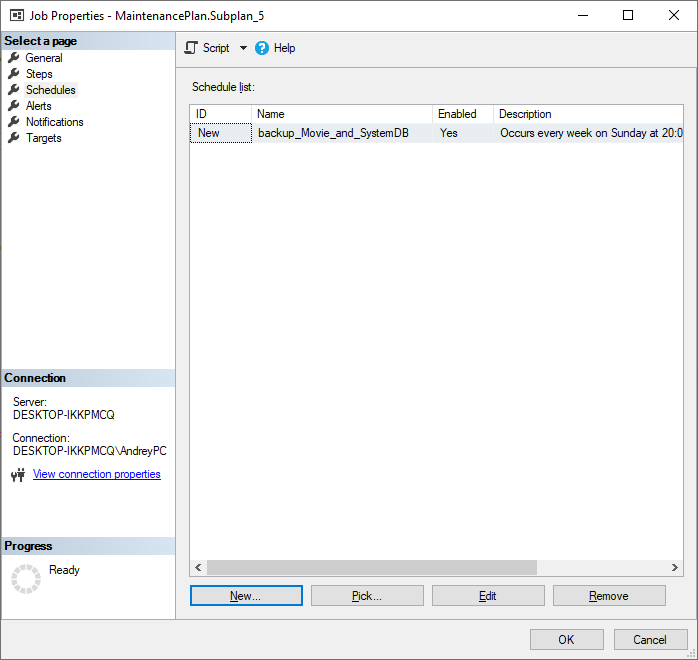 Job Properties - MaintenancePlan.Subplan_5
Select a page
General
Steps
Schedules
Alerts
Notifications
Targets
Script Help
Schedule list:
ID Name Enabled Description
New backup_Movie_and_SystemDB Yes Occurs every week on Sunday at 20:0
Connection
Server:
DESKTOP-IKKPMCQ
Connection:
DESKTOP-IKKPMCQ\AndreyPC
View connection properties
Progress
Ready
New... Pick... Edit Remove
OK Cancel